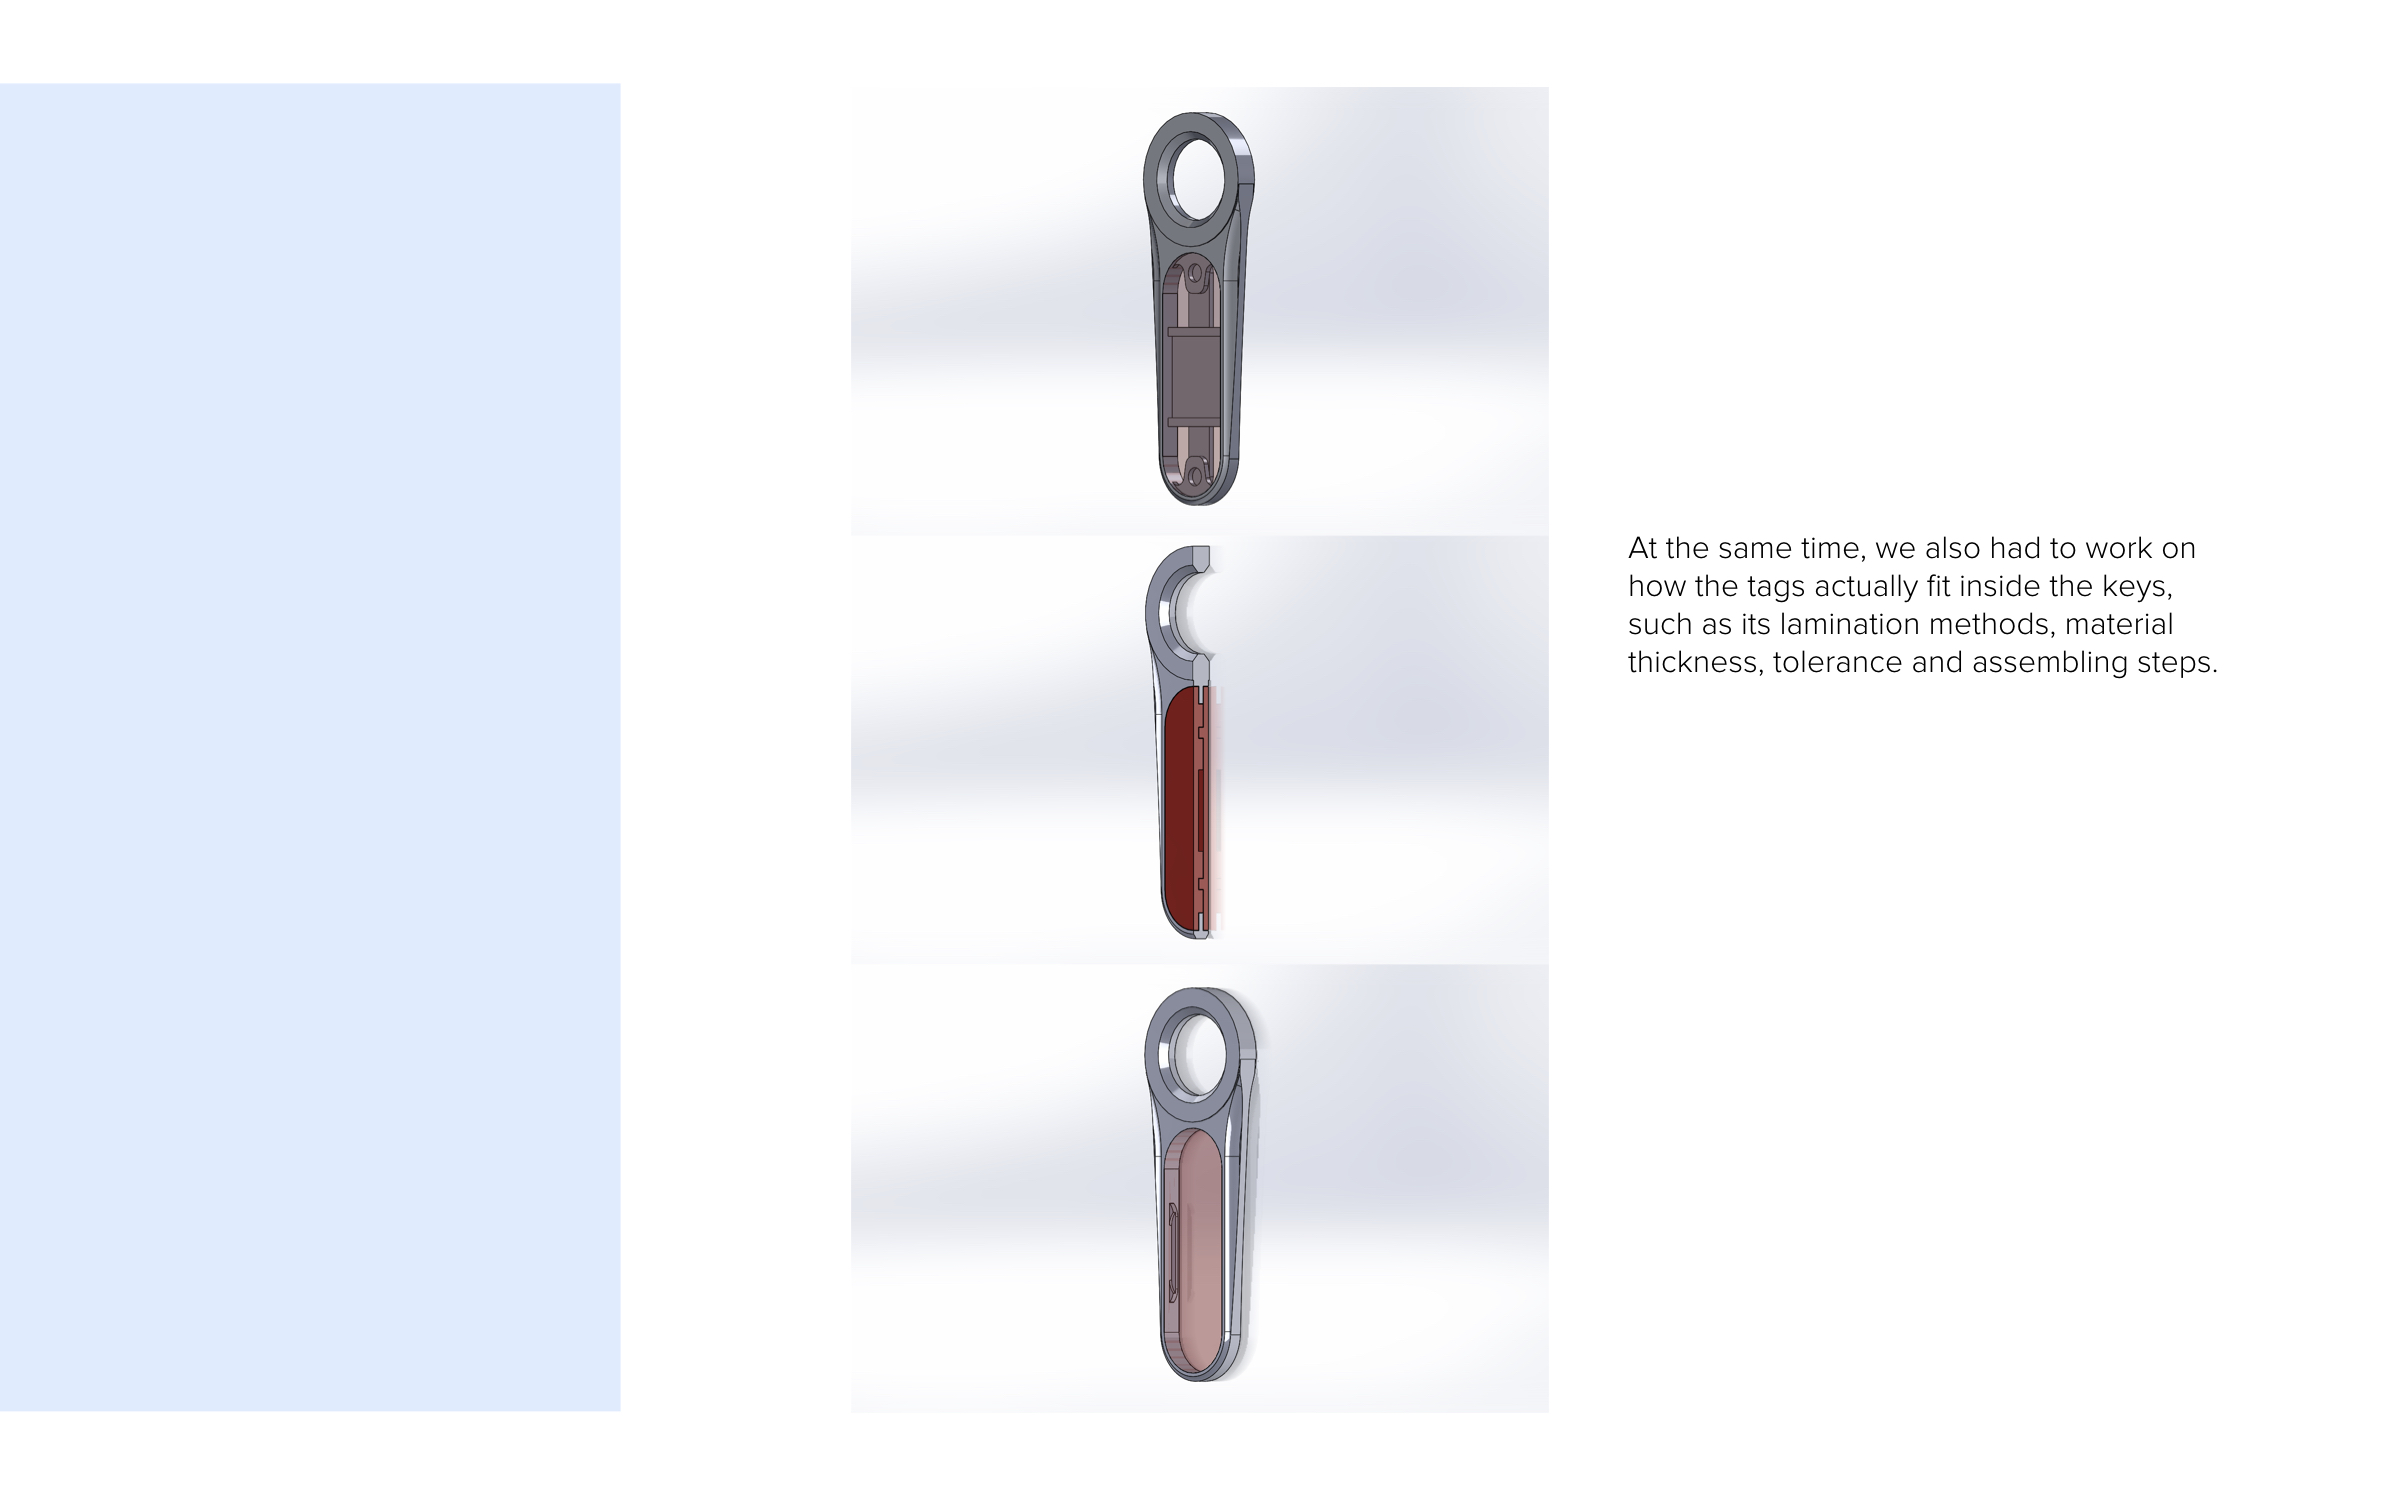 At the same time, we also had to work on
how the tags actually fit inside the keys,
such as its lamination methods, material
thickness, tolerance and assembling steps.